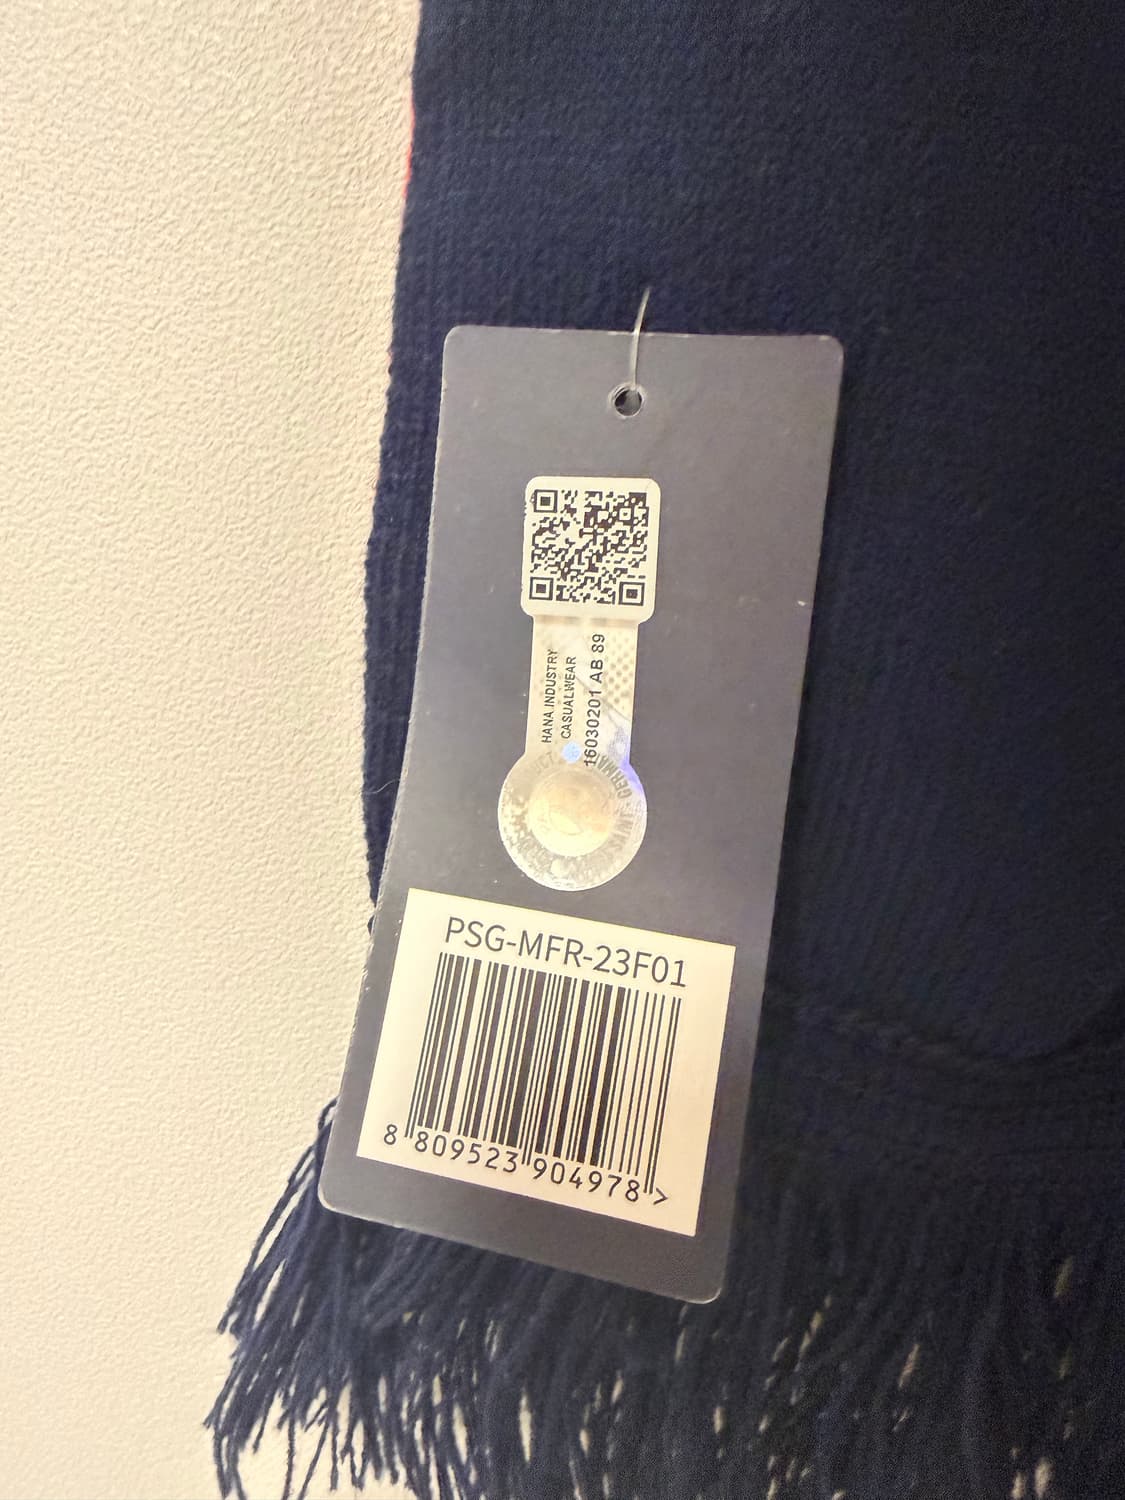 HANA INDUSTRY
CASUALWEAR
16030201 AB 89
PSG-MFR-23F01
8 809523 904978 >